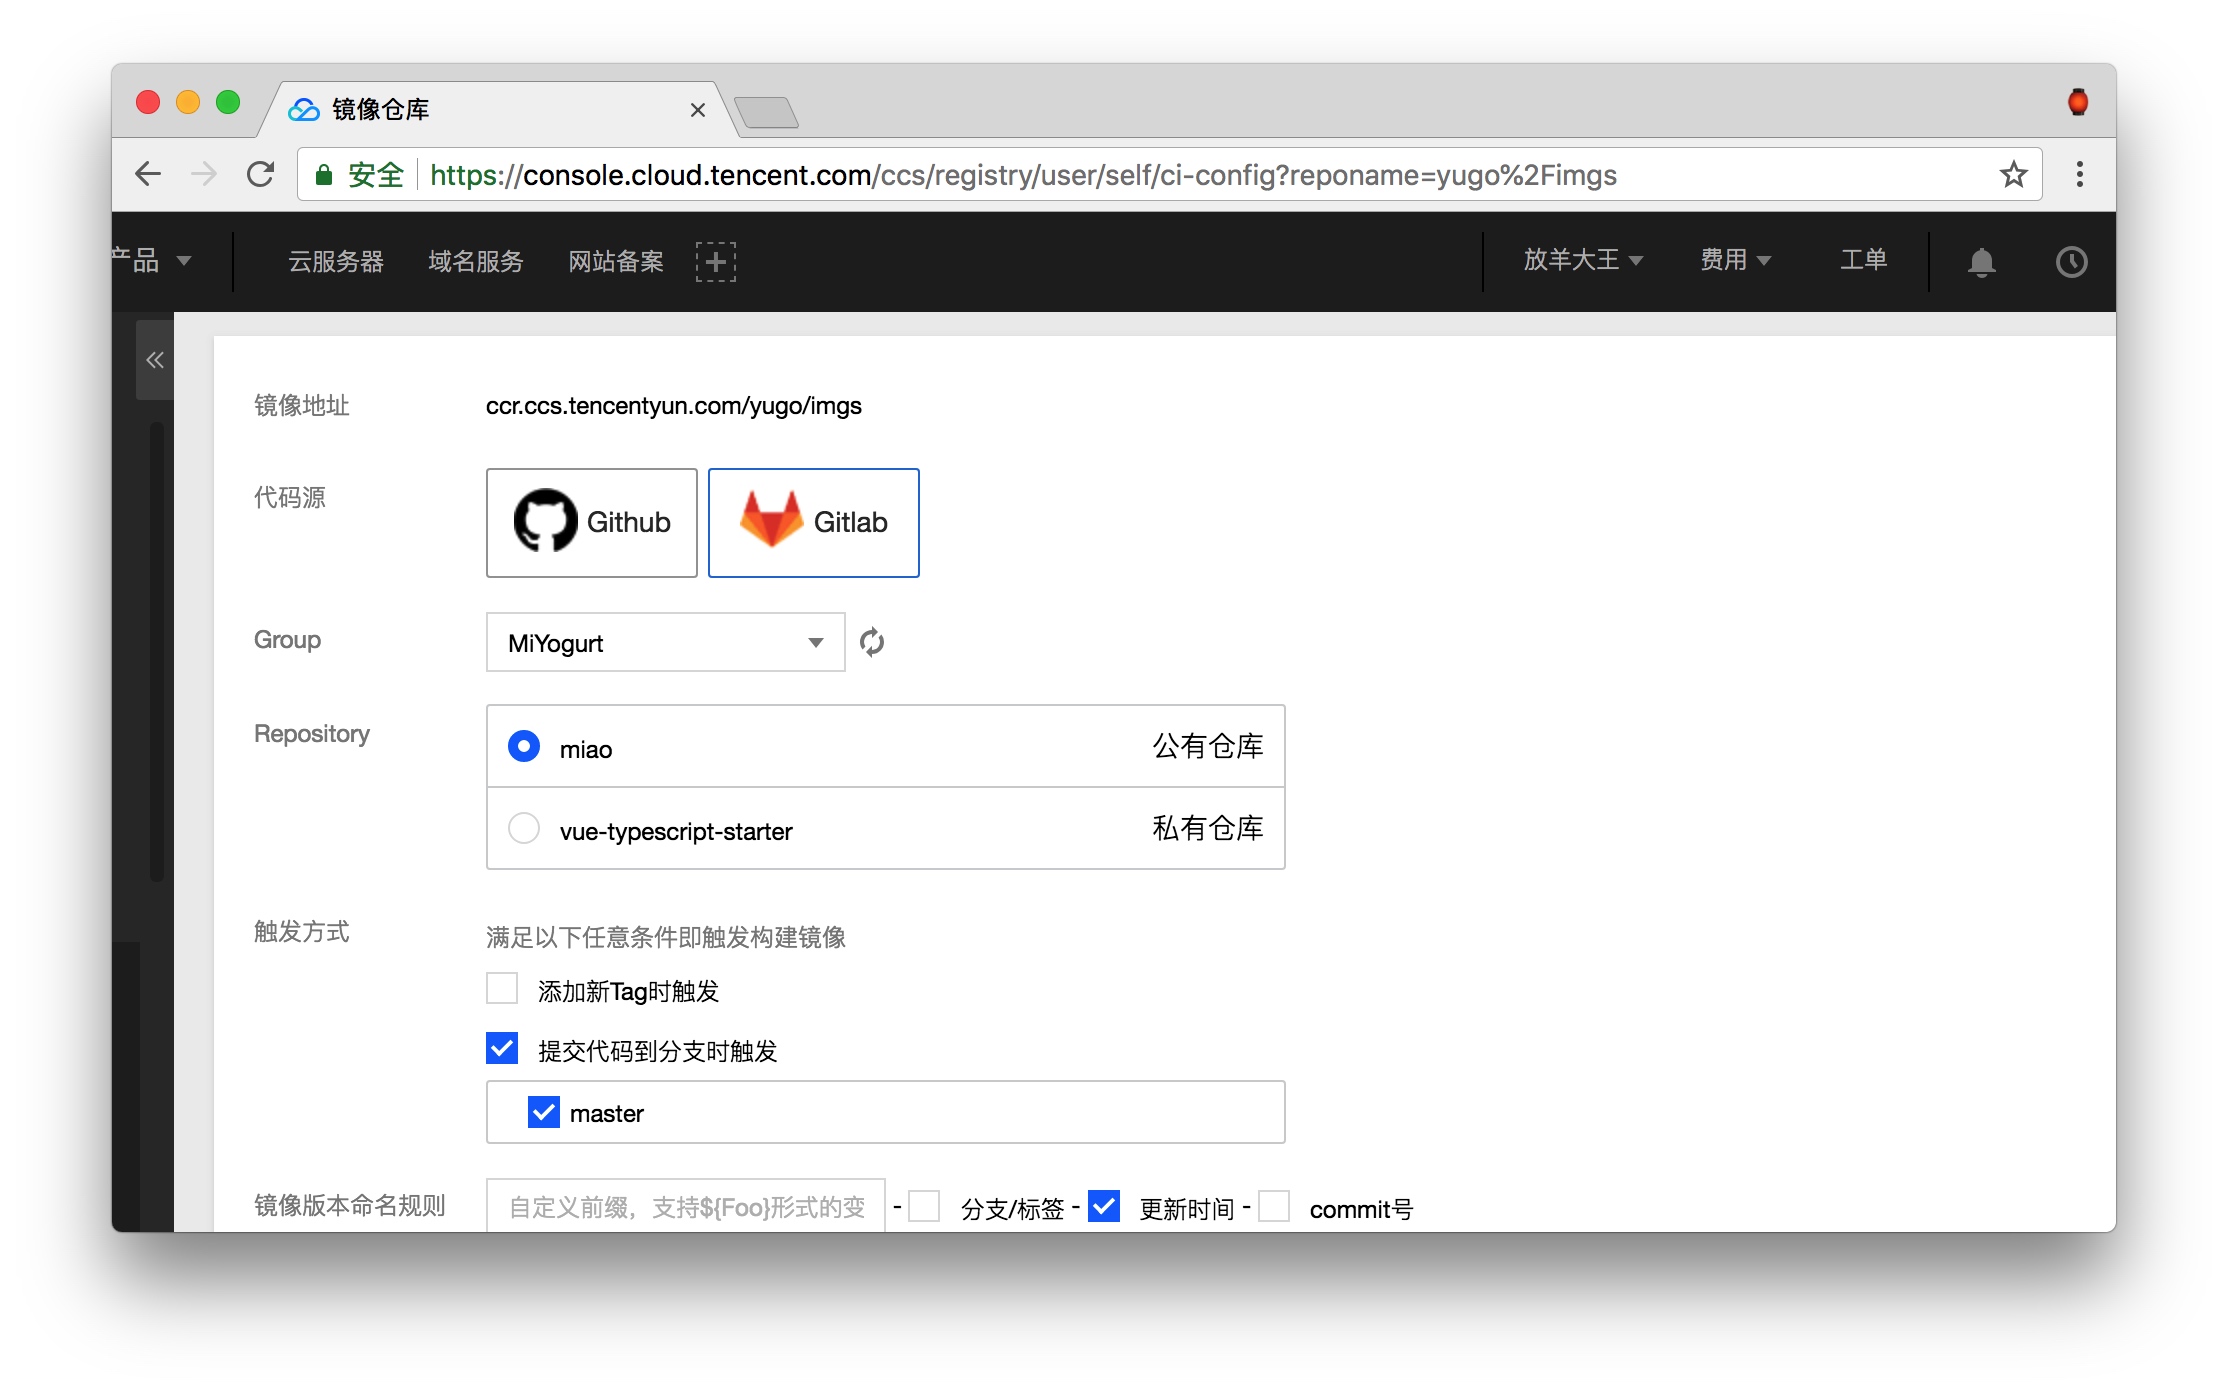 镜像仓库
安全 https://console.cloud.tencent.com/ccs/registry/user/self/ci-config?reponame=yugo%2Fimgs
产品 云服务器 域名服务 网站备案 放羊大王 费用 工单
镜像地址 ccr.ccs.tencentyun.com/yugo/imgs
代码源 Github Gitlab
Group MiYogurt
Repository miao 公有仓库
vue-typescript-starter 私有仓库
触发方式 满足以下任意条件即触发构建镜像
添加新Tag时触发
提交代码到分支时触发
master
镜像版本命名规则 自定义前缀，支持${Foo}形式的变 - 分支/标签 - 更新时间 - commit号